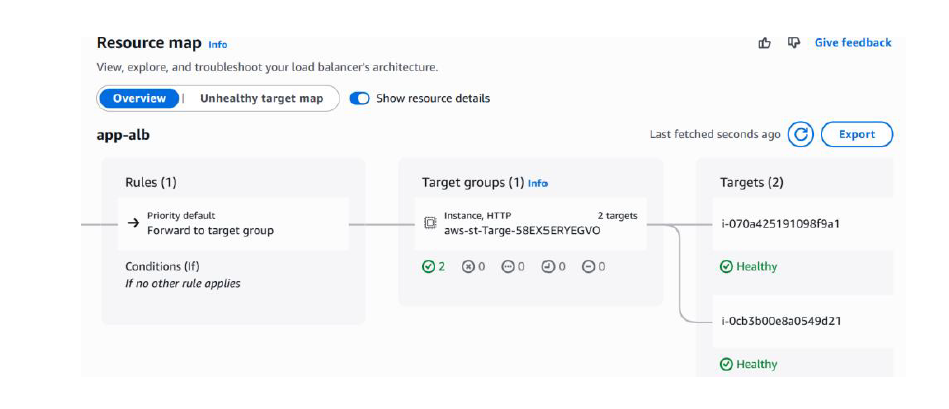 Resource map Info
Give feedback
View, explore, and troubleshoot your load balancer's architecture.
Overview | Unhealthy target map
Show resource details
app-alb
Last fetched seconds ago
Export
Rules (1)
Priority default
Forward to target group
Conditions (If)
If no other rule applies
Target groups (1) Info
Instance, HTTP 2 targets
aws-st-Targe-58EX5ERYEGVO
2 0 0 0 0
Targets (2)
i-070a425191098f9a1
Healthy
i-0cb3b00e8a0549d21
Healthy